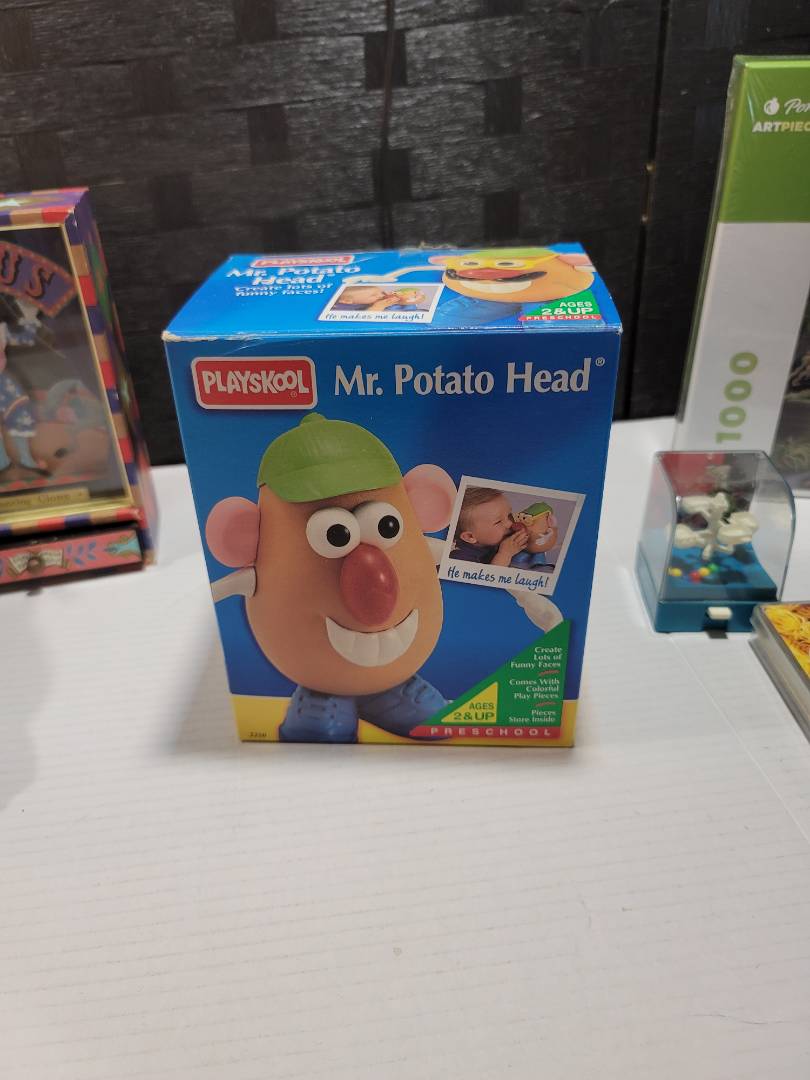 PLAYSKOOL
Mr. Potato
Head®
Create lots of
funny faces!
He makes me laugh!
AGES
2 & UP
PRESCHOOL
PLAYSKOOL®
Mr. Potato Head®
He makes me laugh!
Create
Lots of
Funny Faces
Comes With
Colorful
Play Pieces
Pieces
Store Inside
AGES
2 & UP
PRESCHOOL
US
ARTPIEC
1000